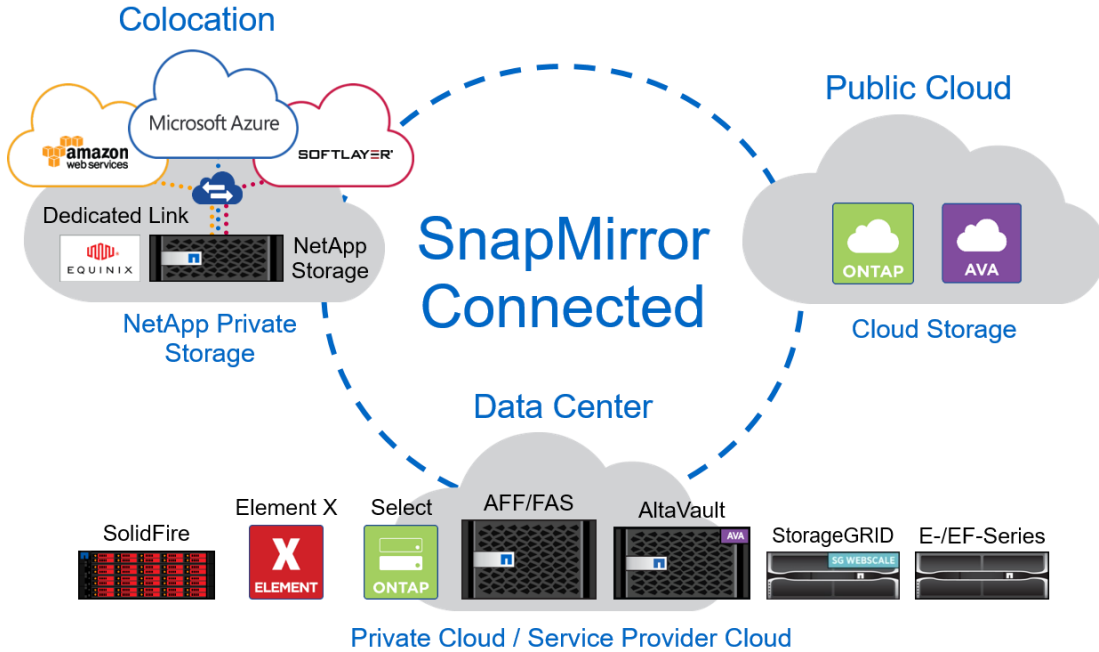 Colocation
Microsoft Azure
amazon
web services
SOFTLAYER®
Dedicated Link
EQUINIX
NetApp
Storage
NetApp Private
Storage
SnapMirror
Connected
Public Cloud
ONTAP
AVA
Cloud Storage
Data Center
SolidFire
Element X
X
ELEMENT
Select
ONTAP
AFF/FAS
AltaVault
AVA
StorageGRID
SG WEBSCALE
E-/EF-Series
Private Cloud / Service Provider Cloud